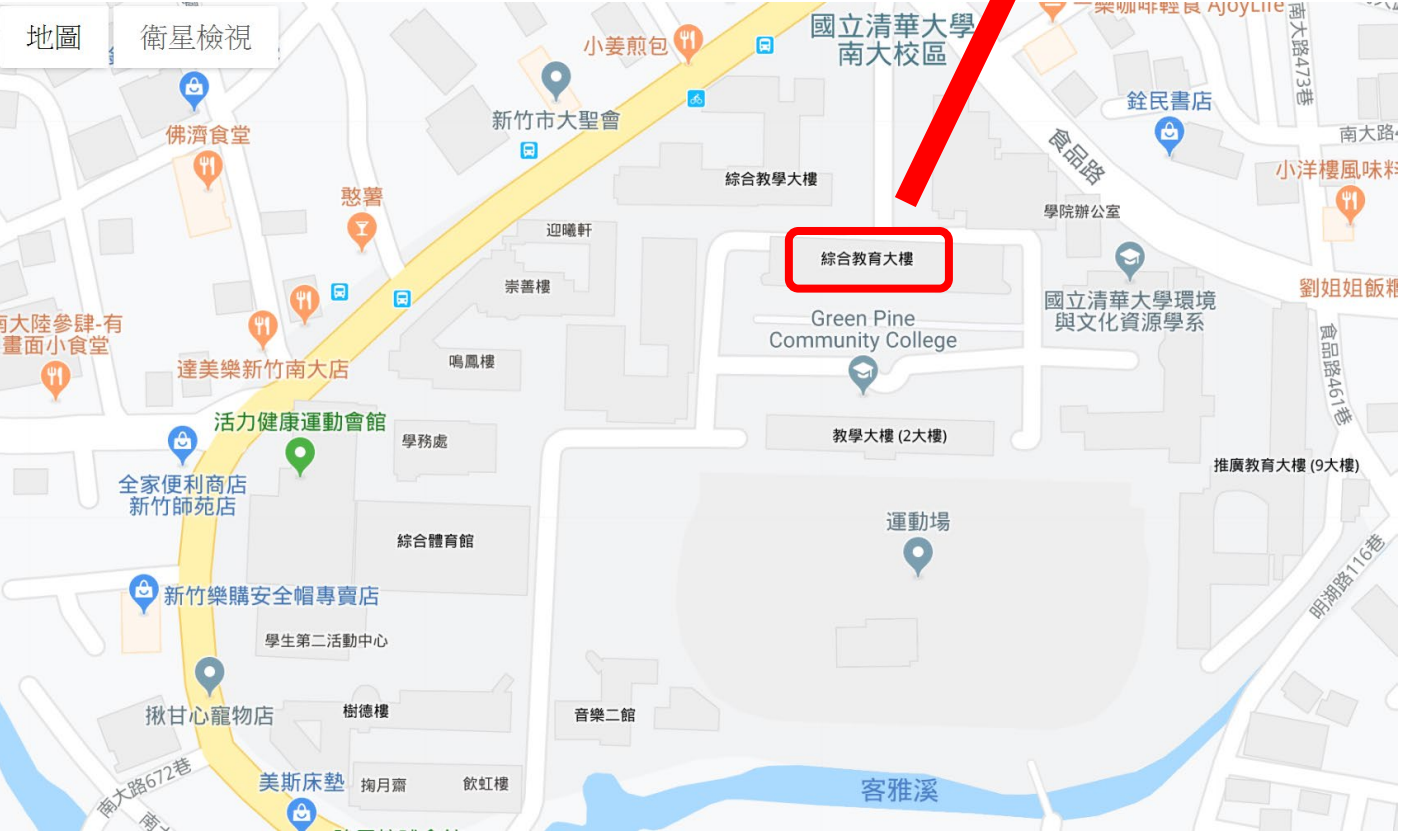 地圖
衛星檢視
小姜煎包
國立清華大學
南大校區
一樂咖啡輕食 AjoyLife
南大路473巷
新竹市大聖會
銓民書店
佛濟食堂
食品路
南大路
小洋樓風味料
憨薯
綜合教學大樓
學院辦公室
迎曦軒
綜合教育大樓
崇善樓
國立清華大學環境
與文化資源學系
劉姐姐飯糰
南大陸參肆-有
畫面小食堂
達美樂新竹南大店
Green Pine
Community College
鳴鳳樓
食品路461巷
活力健康運動會館
學務處
教學大樓 (2大樓)
全家便利商店
新竹師苑店
推廣教育大樓 (9大樓)
綜合體育館
運動場
新竹樂購安全帽專賣店
明湖路116巷
學生第二活動中心
揪甘心寵物店
樹德樓
音樂二館
南大路672巷
美斯床墊
掬月齋
飲虹樓
客雅溪